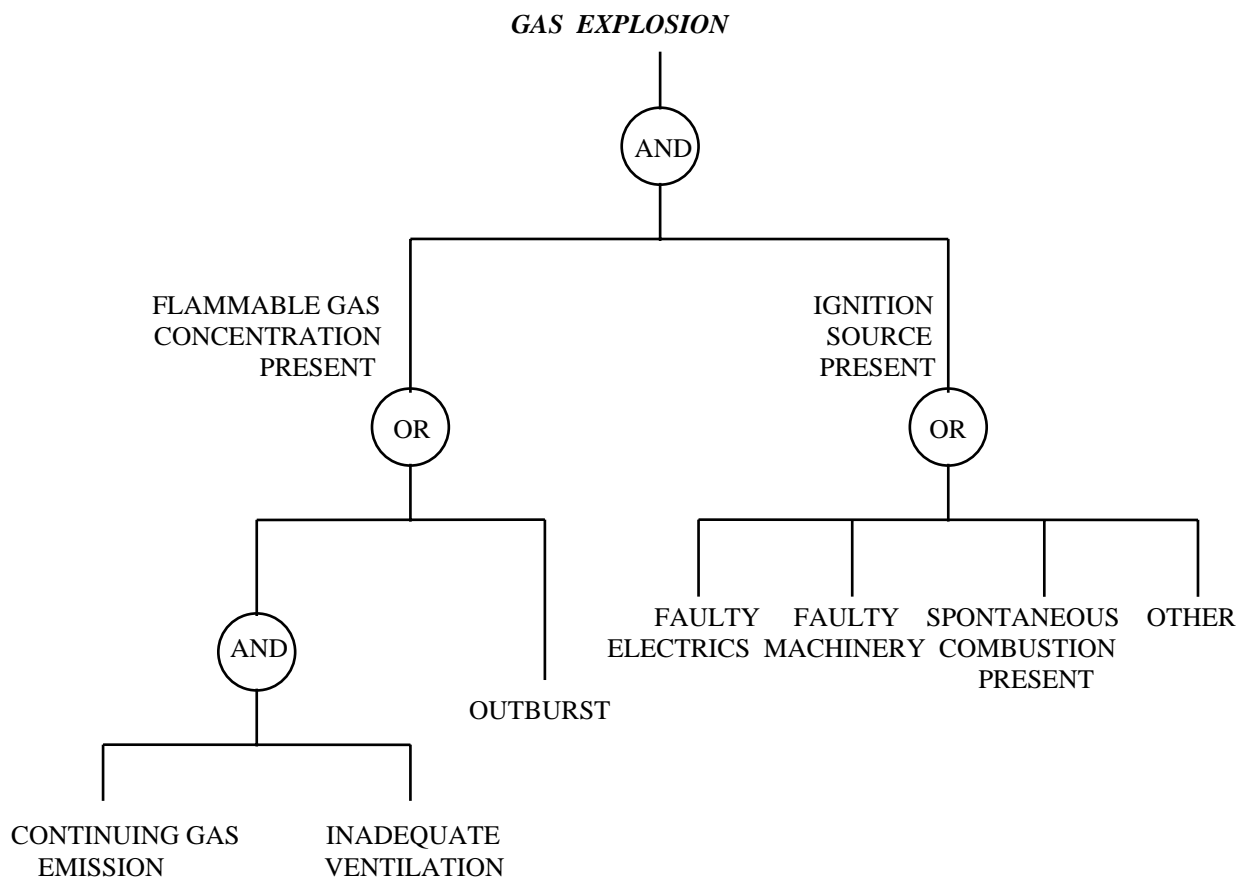 GAS EXPLOSION
AND
FLAMMABLE GAS
CONCENTRATION
PRESENT
IGNITION
SOURCE
PRESENT
OR
OR
AND
OUTBURST
FAULTY
ELECTRICS
FAULTY
MACHINERY
SPONTANEOUS
COMBUSTION
PRESENT
OTHER
CONTINUING GAS
EMISSION
INADEQUATE
VENTILATION